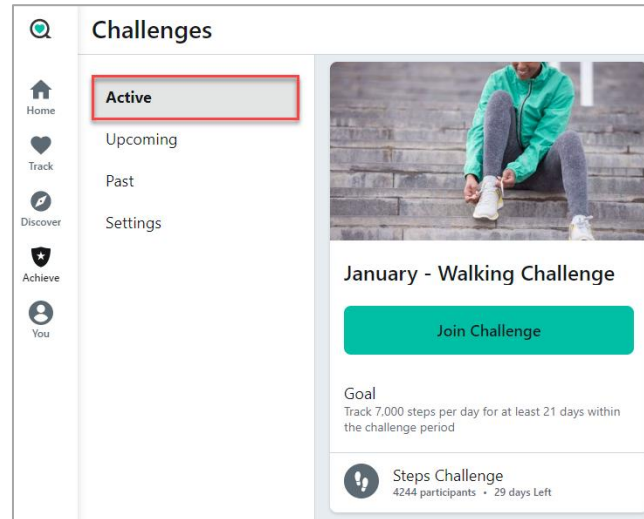 Challenges
Home
Track
Discover
Achieve
You
Active
Upcoming
Past
Settings
January - Walking Challenge
Join Challenge
Goal
Track 7,000 steps per day for at least 21 days within
the challenge period
Steps Challenge
4244 participants • 29 days Left